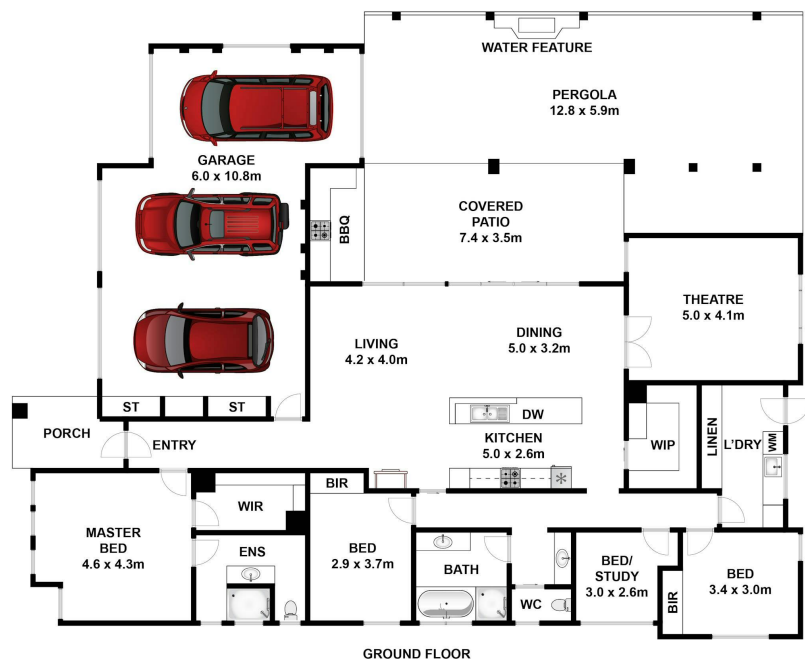 WATER FEATURE
PERGOLA
12.8 x 5.9m
GARAGE
6.0 x 10.8m
BBQ
COVERED
PATIO
7.4 x 3.5m
THEATRE
5.0 x 4.1m
LIVING
4.2 x 4.0m
DINING
5.0 x 3.2m
ST
ST
DW
PORCH
ENTRY
KITCHEN
5.0 x 2.6m
WIP
LINEN
L'DRY
WM
BIR
WIR
MASTER
BED
4.6 x 4.3m
ENS
BED
2.9 x 3.7m
BATH
WC
BED/
STUDY
3.0 x 2.6m
BIR
BED
3.4 x 3.0m
GROUND FLOOR